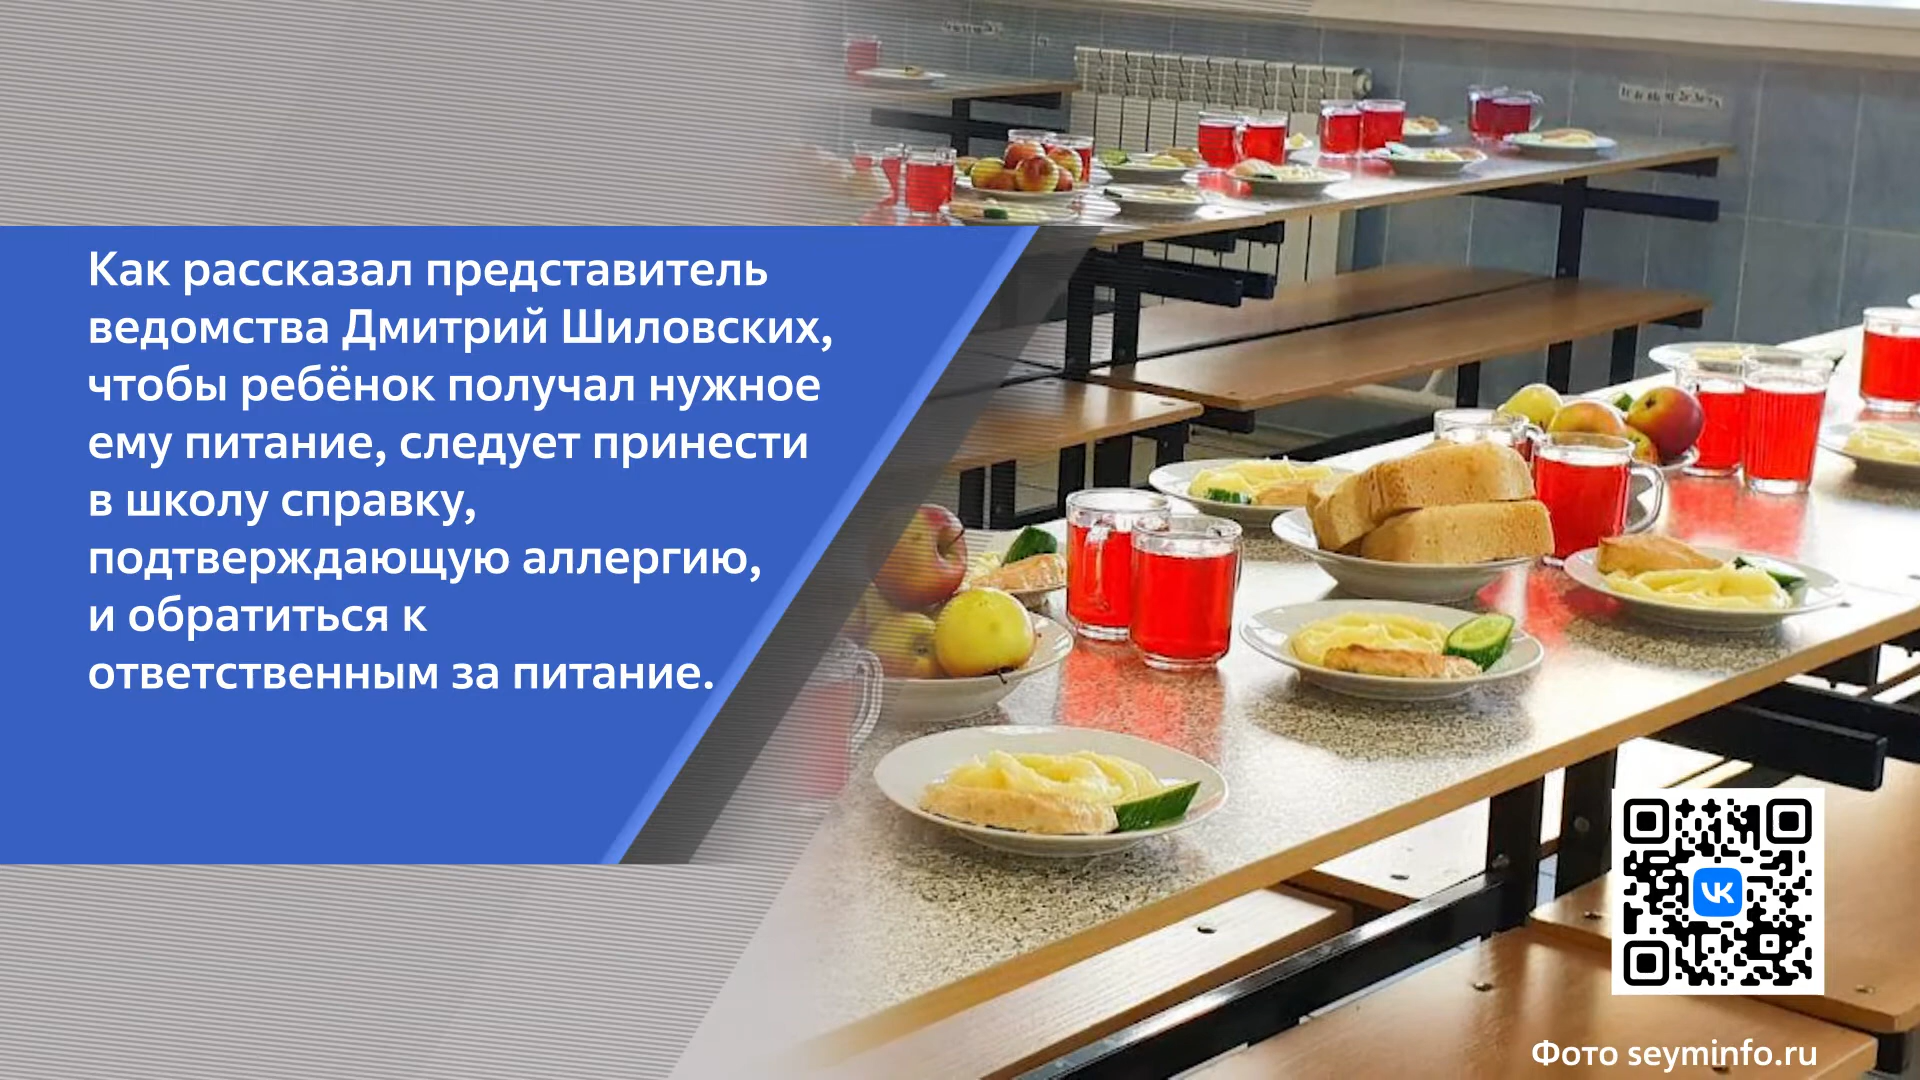 Как рассказал представитель
ведомства Дмитрий Шиловских,
чтобы ребёнок получал нужное
ему питание, следует принести
в школу справку,
подтверждающую аллергию,
и обратиться к
ответственным за питание.
Фото seyminfo.ru